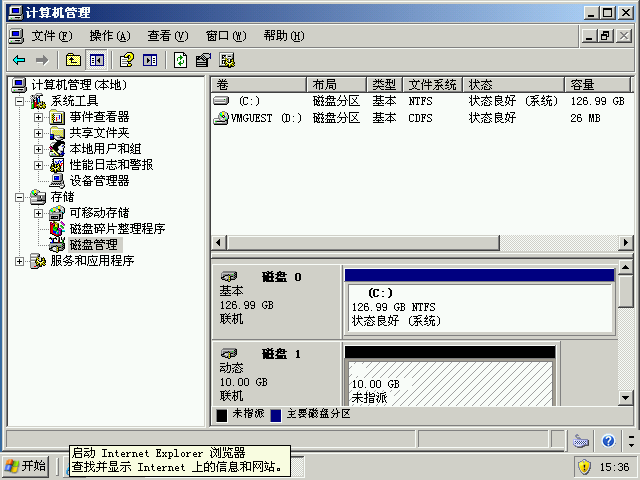 计算机管理
文件(F) 操作(A) 查看(V) 窗口(W) 帮助(H)
计算机管理(本地)
系统工具
事件查看器
共享文件夹
本地用户和组
性能日志和警报
设备管理器
存储
可移动存储
磁盘碎片整理程序
磁盘管理
服务和应用程序
卷 布局 类型 文件系统 状态 容量
(C:) 磁盘分区 基本 NTFS 状态良好 (系统) 126.99 GB
VMGUEST (D:) 磁盘分区 基本 CDFS 状态良好 26 MB
磁盘 0
基本
126.99 GB
联机
(C:)
126.99 GB NTFS
状态良好 (系统)
磁盘 1
动态
10.00 GB
联机
10.00 GB
未指派
未指派 主要磁盘分区
启动 Internet Explorer 浏览器
查找并显示 Internet 上的信息和网站。
开始
15:36